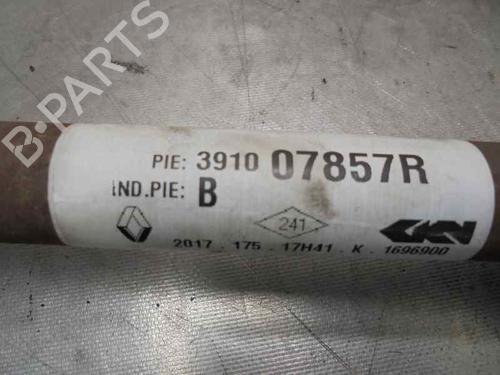 B-PARTS
PIE: 3910 07857R
IND.PIE: B
241
GKN
2017 . 175 . 17H41 . K . 1696900